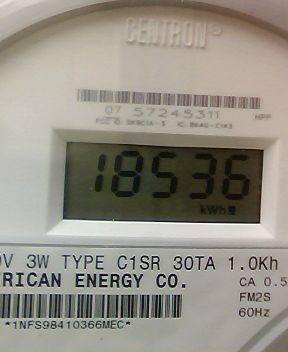 CENTRON®
07 57245311
HPP
18536
kWh
V 3W TYPE C1SR 30TA 1.0Kh
RICAN ENERGY CO.
CA 0.5
FM2S
60Hz
*1NFS98410366MEC*